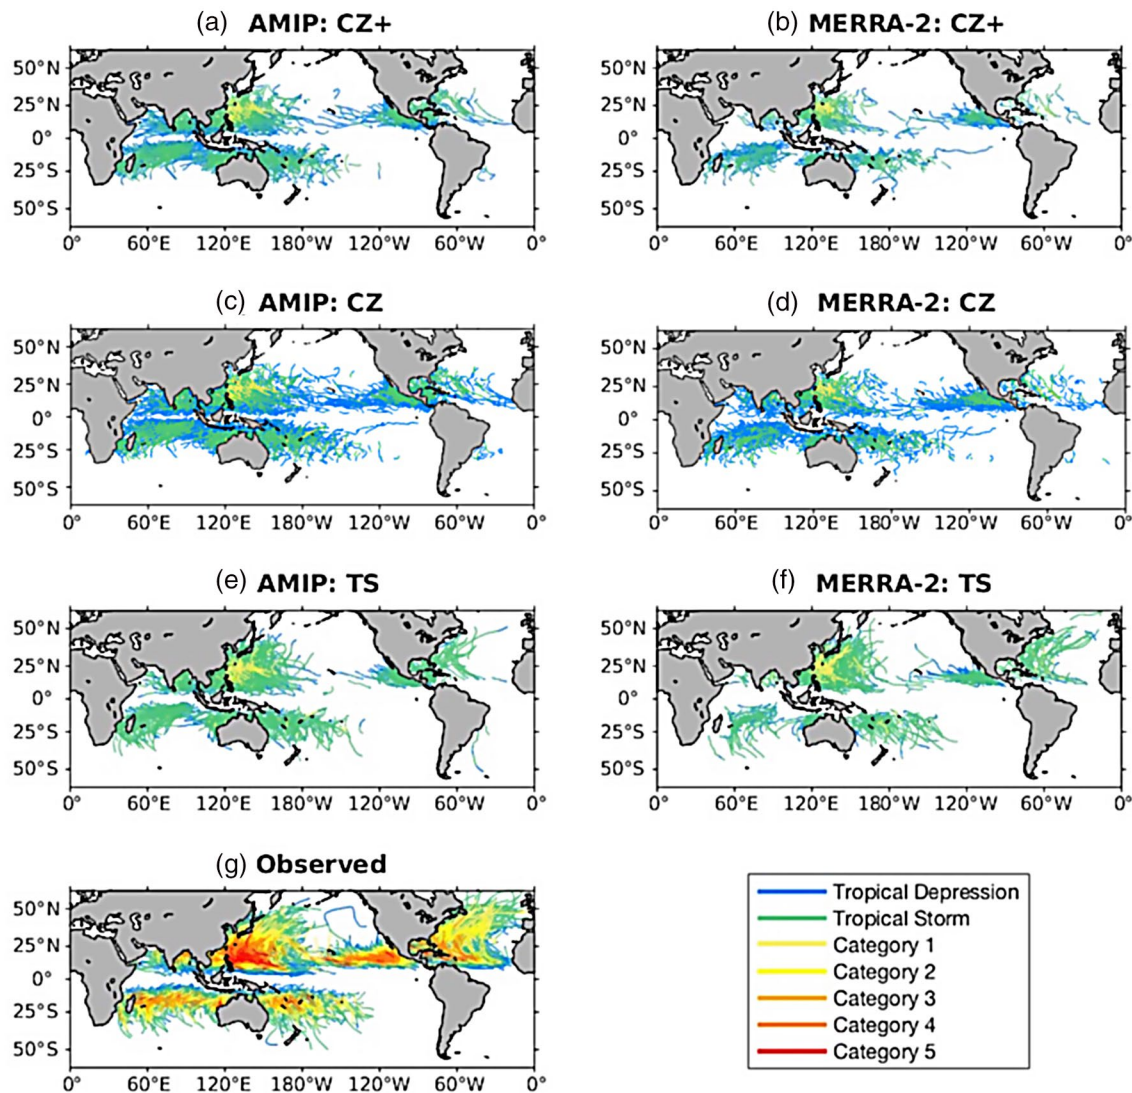 (a) AMIP: CZ+
(b) MERRA-2: CZ+
50°N
25°N
0°
25°S
50°S
0° 60°E 120°E 180°W 120°W 60°W 0°
50°N
25°N
0°
25°S
50°S
0° 60°E 120°E 180°W 120°W 60°W 0°
(c) AMIP: CZ
(d) MERRA-2: CZ
50°N
25°N
0°
25°S
50°S
0° 60°E 120°E 180°W 120°W 60°W 0°
50°N
25°N
0°
25°S
50°S
0° 60°E 120°E 180°W 120°W 60°W 0°
(e) AMIP: TS
(f) MERRA-2: TS
50°N
25°N
0°
25°S
50°S
0° 60°E 120°E 180°W 120°W 60°W 0°
50°N
25°N
0°
25°S
50°S
0° 60°E 120°E 180°W 120°W 60°W 0°
(g) Observed
50°N
25°N
0°
25°S
50°S
0° 60°E 120°E 180°W 120°W 60°W 0°
Tropical Depression
Tropical Storm
Category 1
Category 2
Category 3
Category 4
Category 5